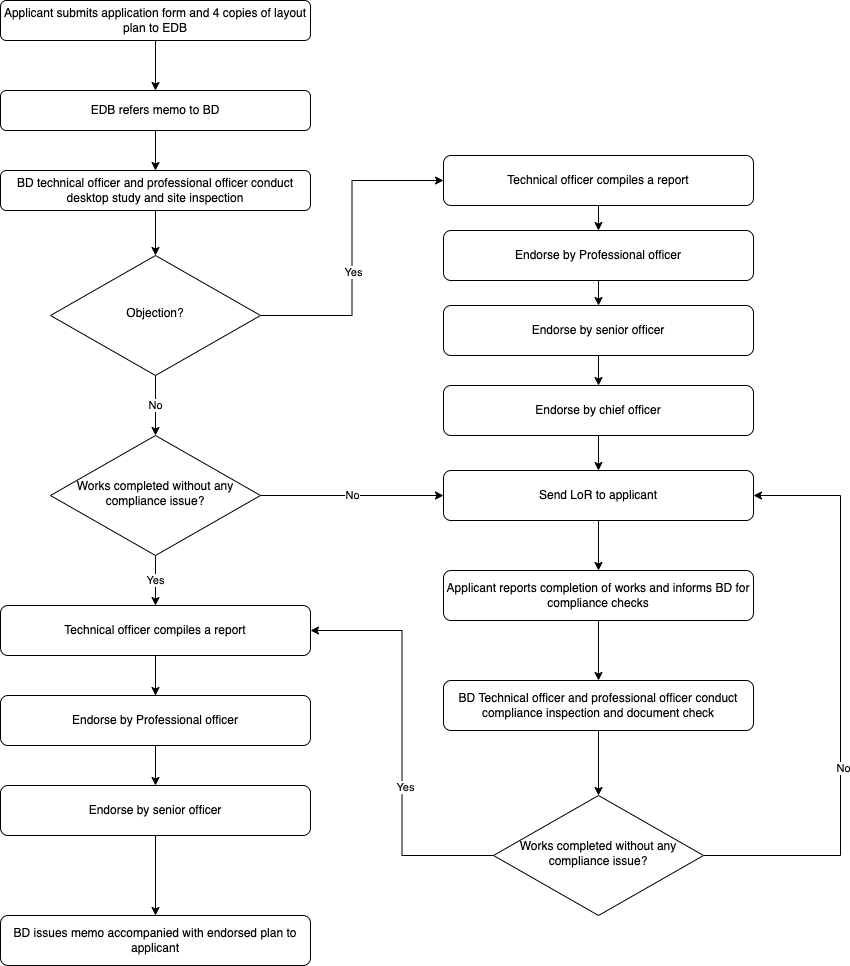 Applicant submits application form and 4 copies of layout
plan to EDB
EDB refers memo to BD
BD technical officer and professional officer conduct
desktop study and site inspection
Objection?
Yes
No
Works completed without any
compliance issue?
No
Yes
Technical officer compiles a report
Endorse by Professional officer
Endorse by senior officer
BD issues memo accompanied with endorsed plan to
applicant
Technical officer compiles a report
Endorse by Professional officer
Endorse by senior officer
Endorse by chief officer
Send LoR to applicant
Applicant reports completion of works and informs BD for
compliance checks
BD Technical officer and professional officer conduct
compliance inspection and document check
Works completed without any
compliance issue?
Yes
No